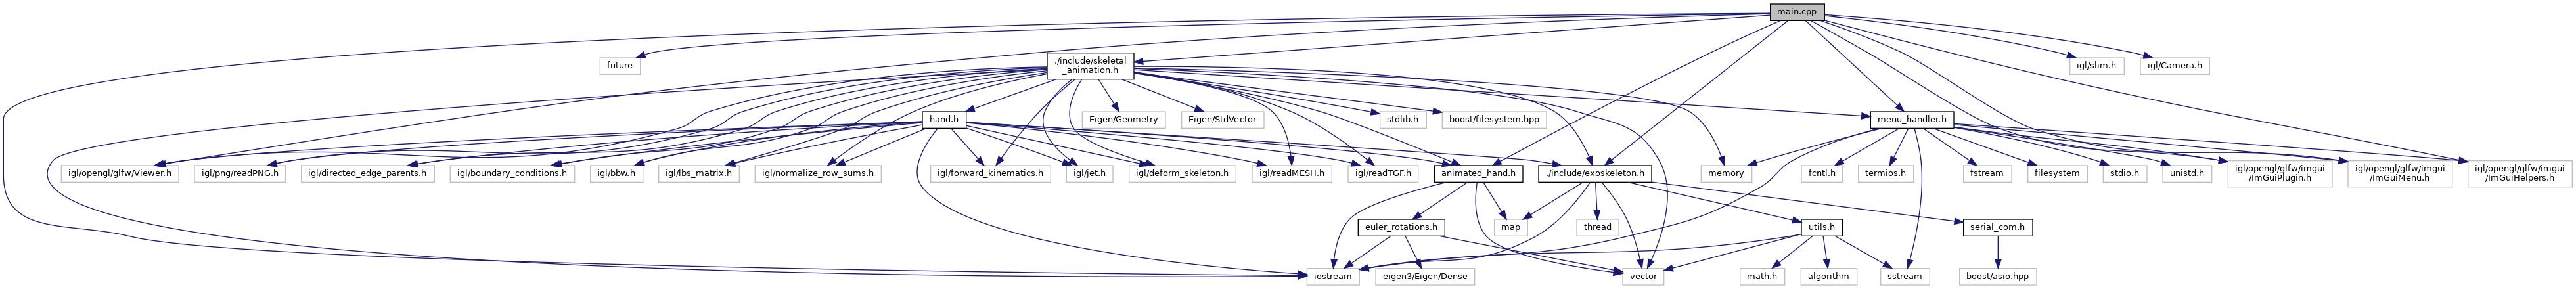 main.cpp
future
./include/skeletal
_animation.h
igl/slim.h
igl/Camera.h
hand.h
Eigen/Geometry
Eigen/StdVector
stdlib.h
boost/filesystem.hpp
menu_handler.h
igl/opengl/glfw/Viewer.h
igl/png/readPNG.h
igl/directed_edge_parents.h
igl/boundary_conditions.h
igl/bbw.h
igl/lbs_matrix.h
igl/normalize_row_sums.h
igl/forward_kinematics.h
igl/jet.h
igl/deform_skeleton.h
igl/readMESH.h
igl/readTGF.h
animated_hand.h
./include/exoskeleton.h
memory
fcntl.h
termios.h
fstream
filesystem
stdio.h
unistd.h
igl/opengl/glfw/imgui
/ImGuiPlugin.h
igl/opengl/glfw/imgui
/ImGuiMenu.h
igl/opengl/glfw/imgui
/ImGuiHelpers.h
euler_rotations.h
map
thread
utils.h
serial_com.h
iostream
eigen3/Eigen/Dense
vector
math.h
algorithm
sstream
boost/asio.hpp